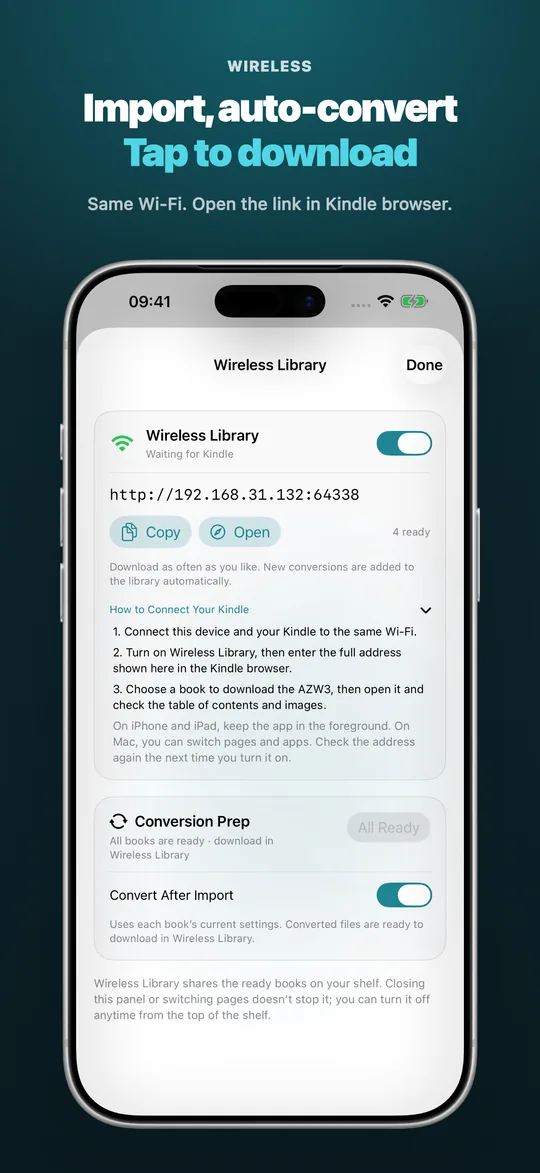 WIRELESS
Import, auto-convert
Tap to download
Same Wi-Fi. Open the link in Kindle browser.
09:41
Wireless Library
Done
Wireless Library
Waiting for Kindle
http://192.168.31.132:64338
Copy
Open
4 ready
Download as often as you like. New conversions are added to
the library automatically.
How to Connect Your Kindle
1. Connect this device and your Kindle to the same Wi-Fi.
2. Turn on Wireless Library, then enter the full address
shown here in the Kindle browser.
3. Choose a book to download the AZW3, then open it and
check the table of contents and images.
On iPhone and iPad, keep the app in the foreground. On
Mac, you can switch pages and apps. Check the address
again the next time you turn it on.
Conversion Prep
All Ready
All books are ready · download in
Wireless Library
Convert After Import
Uses each book's current settings. Converted files are ready to
download in Wireless Library.
Wireless Library shares the ready books on your shelf. Closing
this panel or switching pages doesn't stop it; you can turn it off
anytime from the top of the shelf.